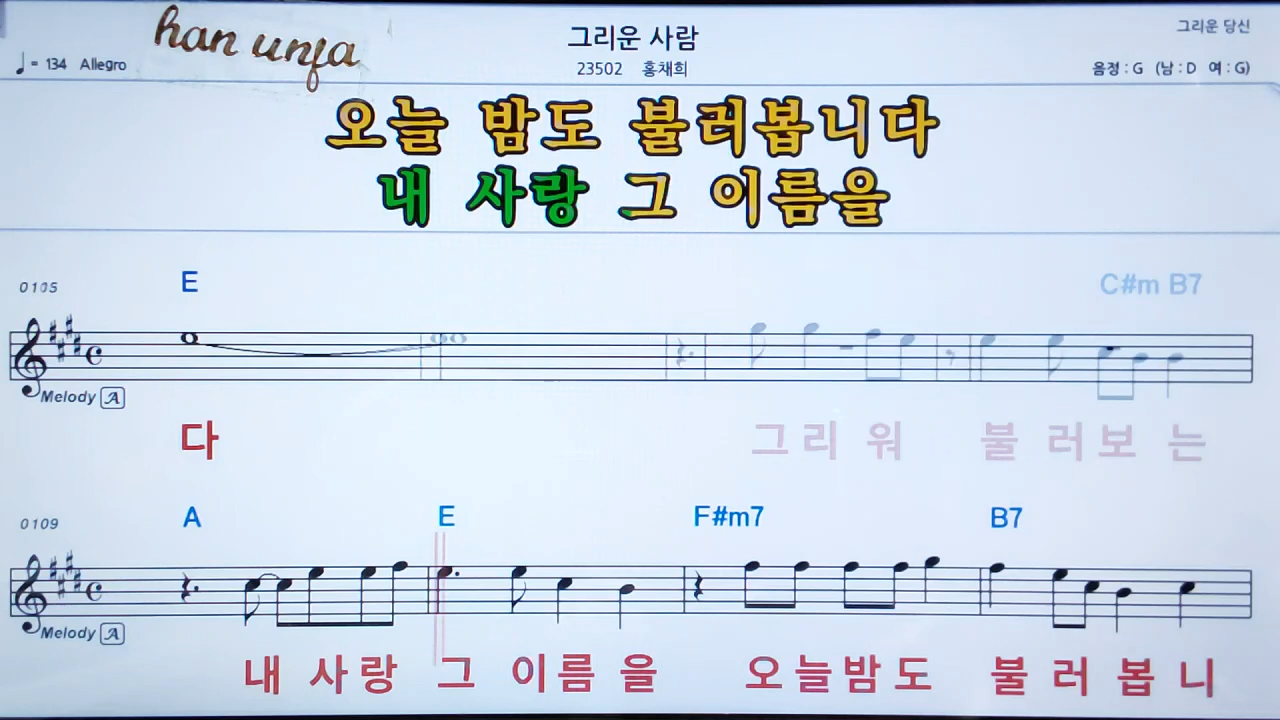 han unja
그리운 사람
그리운 당신
♩= 134 Allegro
23502 홍채희
음정 : G (남 : D 여 : G)
오늘 밤도 불러봅니다
내 사랑 그 이름을
0105
E C#m B7
Melody A
다 그리워 불러보는
0109
A E F#m7 B7
Melody A
내 사랑 그 이름을 오늘밤도 불러봅니